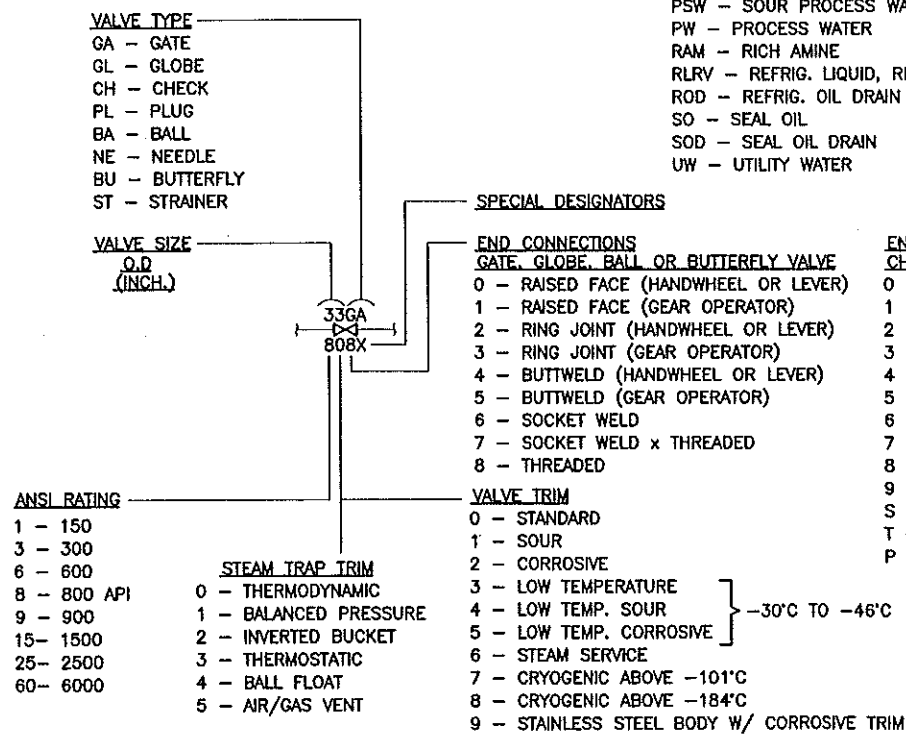 PSW – SOUR PROCESS
PW – PROCESS WATER
RAM – RICH AMINE
RLRV – REFRIG. LIQUID,
ROD – REFRIG. OIL DRAIN
SO – SEAL OIL
SOD – SEAL OIL DRAIN
UW – UTILITY WATER
VALVE TYPE
GA – GATE
GL – GLOBE
CH – CHECK
PL – PLUG
BA – BALL
NE – NEEDLE
BU – BUTTERFLY
ST – STRAINER
VALVE SIZE
O.D
(INCH.)
33GA
808X
SPECIAL DESIGNATORS
END CONNECTIONS
GATE, GLOBE, BALL OR BUTTERFLY VALVE
0 – RAISED FACE (HANDWHEEL OR LEVER)
1 – RAISED FACE (GEAR OPERATOR)
2 – RING JOINT (HANDWHEEL OR LEVER)
3 – RING JOINT (GEAR OPERATOR)
4 – BUTTWELD (HANDWHEEL OR LEVER)
5 – BUTTWELD (GEAR OPERATOR)
6 – SOCKET WELD
7 – SOCKET WELD x THREADED
8 – THREADED
0
1
2
3
4
5
6
7
8
9
S
T
P
ANSI RATING
1 – 150
3 – 300
6 – 600
8 – 800 API
9 – 900
15– 1500
25– 2500
60– 6000
STEAM TRAP TRIM
0 – THERMODYNAMIC
1 – BALANCED PRESSURE
2 – INVERTED BUCKET
3 – THERMOSTATIC
4 – BALL FLOAT
5 – AIR/GAS VENT
VALVE TRIM
0 – STANDARD
1 – SOUR
2 – CORROSIVE
3 – LOW TEMPERATURE
4 – LOW TEMP. SOUR
5 – LOW TEMP. CORROSIVE
–30°C TO –46°C
6 – STEAM SERVICE
7 – CRYOGENIC ABOVE –101°C
8 – CRYOGENIC ABOVE –184°C
9 – STAINLESS STEEL BODY W/ CORROSIVE TRIM